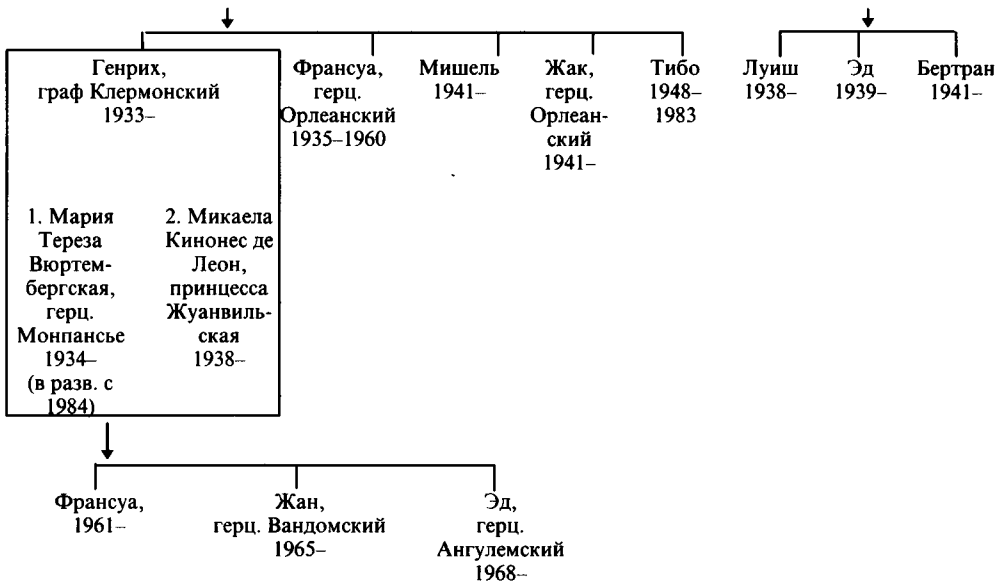 Генрих,
граф Клермонский
1933–
1. Мария
Тереза
Вюртем-
бергская,
герц.
Монпансье
1934–
(в разв. с
1984)
2. Микаела
Кинонес де
Леон,
принцесса
Жуанвиль-
ская
1938–
Франсуа,
герц.
Орлеанский
1935–1960
Мишель
1941–
Жак,
герц.
Орлеан-
ский
1941–
Тибо
1948–
1983
Луиш
1938–
Эд
1939–
Бертран
1941–
Франсуа,
1961–
Жан,
герц. Вандомский
1965–
Эд,
герц.
Ангулемский
1968–